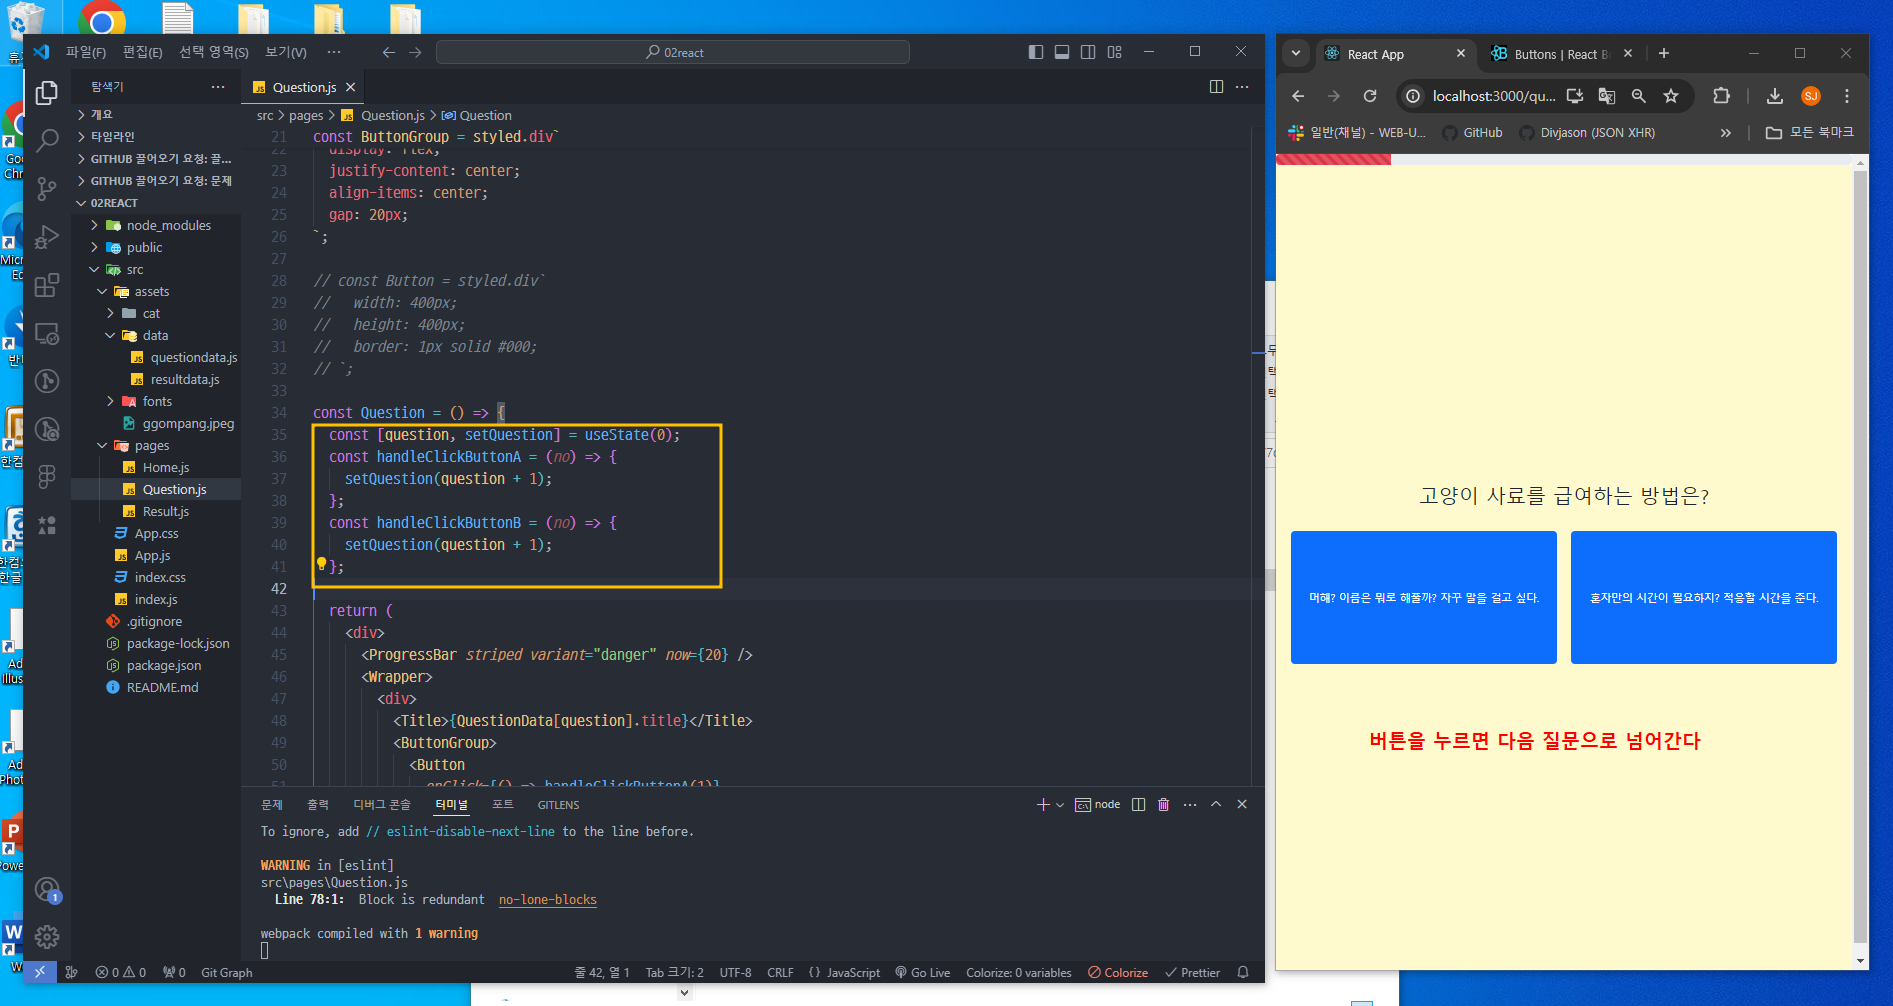 파일(F) 편집(E) 선택 영역(S) 보기(V) ··· 02react
탐색기 ···
개요
타임라인
GITHUB 끌어오기 요청: 끌...
GITHUB 끌어오기 요청: 문제
02REACT
node_modules
public
src
assets
cat
data
questiondata.js
resultdata.js
fonts
ggompang.jpeg
pages
Home.js
Question.js
Result.js
App.css
App.js
index.css
index.js
.gitignore
package-lock.json
package.json
README.md
Question.js
src > pages > Question.js > Question
21 const ButtonGroup = styled.div`
22 display: flex;
23 justify-content: center;
24 align-items: center;
25 gap: 20px;
26 `;
27
28 // const Button = styled.div`
29 //   width: 400px;
30 //   height: 400px;
31 //   border: 1px solid #000;
32 // `;
33
34 const Question = () => {
35 const [question, setQuestion] = useState(0);
36 const handleClickButtonA = (no) => {
37 setQuestion(question + 1);
38 };
39 const handleClickButtonB = (no) => {
40 setQuestion(question + 1);
41 };
42
43 return (
44 <div>
45 <ProgressBar striped variant="danger" now={20} />
46 <Wrapper>
47 <div>
48 <Title>{QuestionData[question].title}</Title>
49 <ButtonGroup>
50 <Button
51 onClick={() => handleClickButtonA(1)}
문제 출력 디버그 콘솔 터미널 포트 GITLENS
node
To ignore, add // eslint-disable-next-line to the line before.
WARNING in [eslint]
src\pages\Question.js
Line 78:1:  Block is redundant  no-lone-blocks
webpack compiled with 1 warning
1
0 0 0 Git Graph
줄 42, 열 1 Tab 크기: 2 UTF-8 CRLF {} JavaScript Go Live Colorize: 0 variables Colorize Prettier
React App
Buttons | React B
localhost:3000/qu...
SJ
일반(채널) - WEB-U... GitHub Divjason (JSON XHR) » 모든 북마크
고양이 사료를 급여하는 방법은?
머해? 이름은 뭐로 해줄까? 자꾸 말을 걸고 싶다.
혼자만의 시간이 필요하지? 적응할 시간을 준다.
버튼을 누르면 다음 질문으로 넘어간다